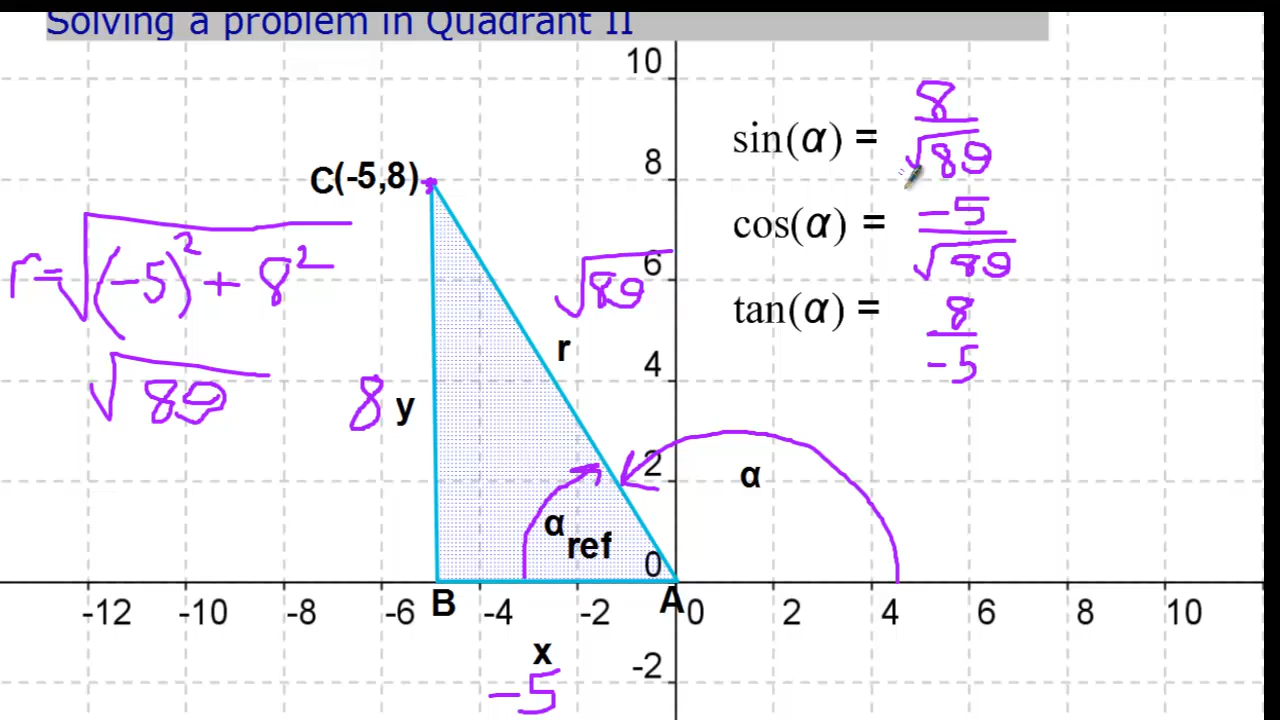 Solving a problem in Quadrant II
10
8
6
4
2
0
-2
-12 -10 -8 -6 -4 -2 0 2 4 6 8 10
C(-5,8)
r=√(-5)²+8²
√89
8 y
√89
r
α
ref
α
B
A
x
-5
sin(α) = 8/√89
cos(α) = -5/√89
tan(α) = 8/-5